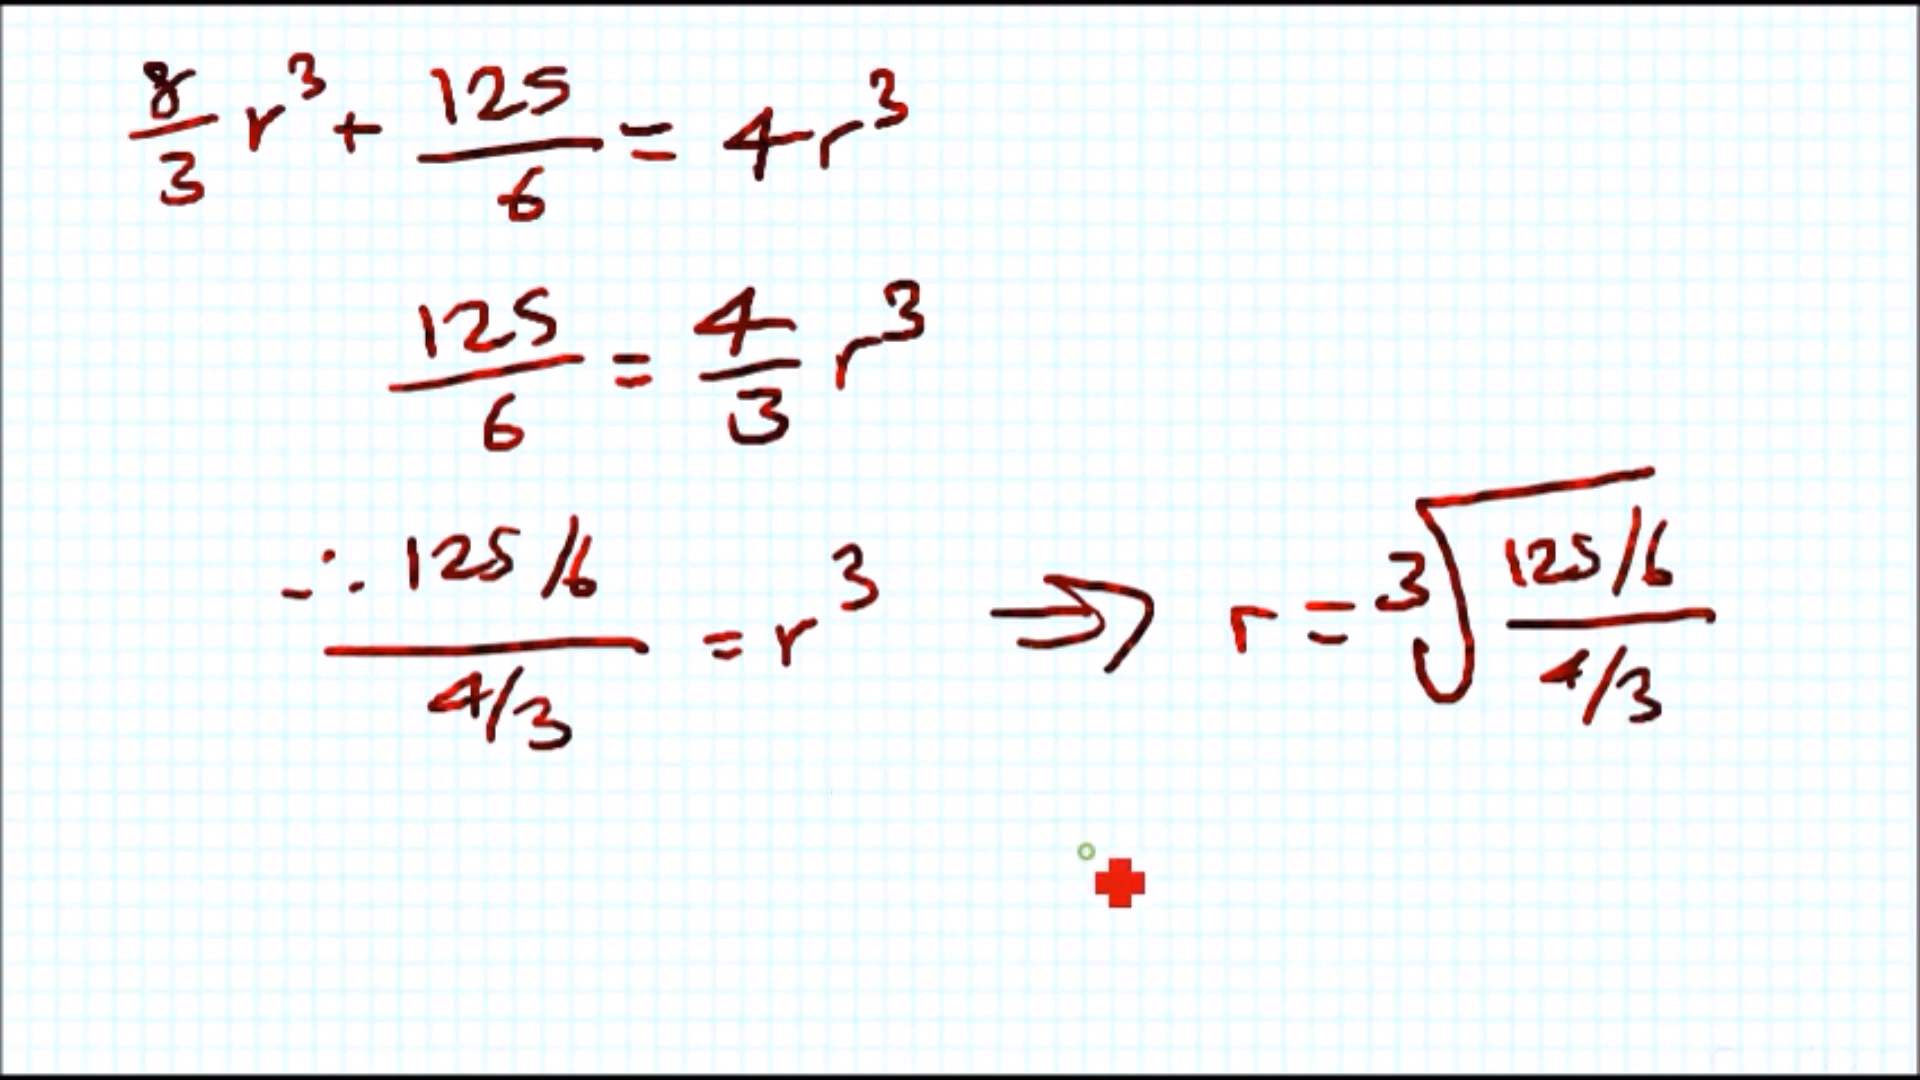 8/3 r³ + 125/6 = 4r³
125/6 = 4/3 r³
∴ (125/6)/(4/3) = r³ ⇒ r = ∛((125/6)/(4/3))